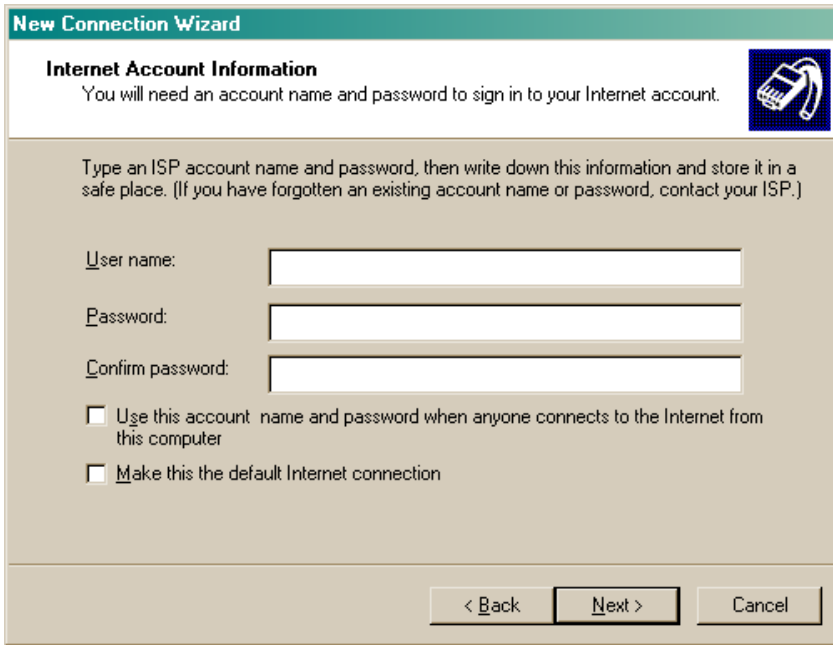 New Connection Wizard
Internet Account Information
You will need an account name and password to sign in to your Internet account.
Type an ISP account name and password, then write down this information and store it in a
safe place. (If you have forgotten an existing account name or password, contact your ISP.)
User name:
Password:
Confirm password:
Use this account  name and password when anyone connects to the Internet from
this computer
Make this the default Internet connection
< Back
Next >
Cancel